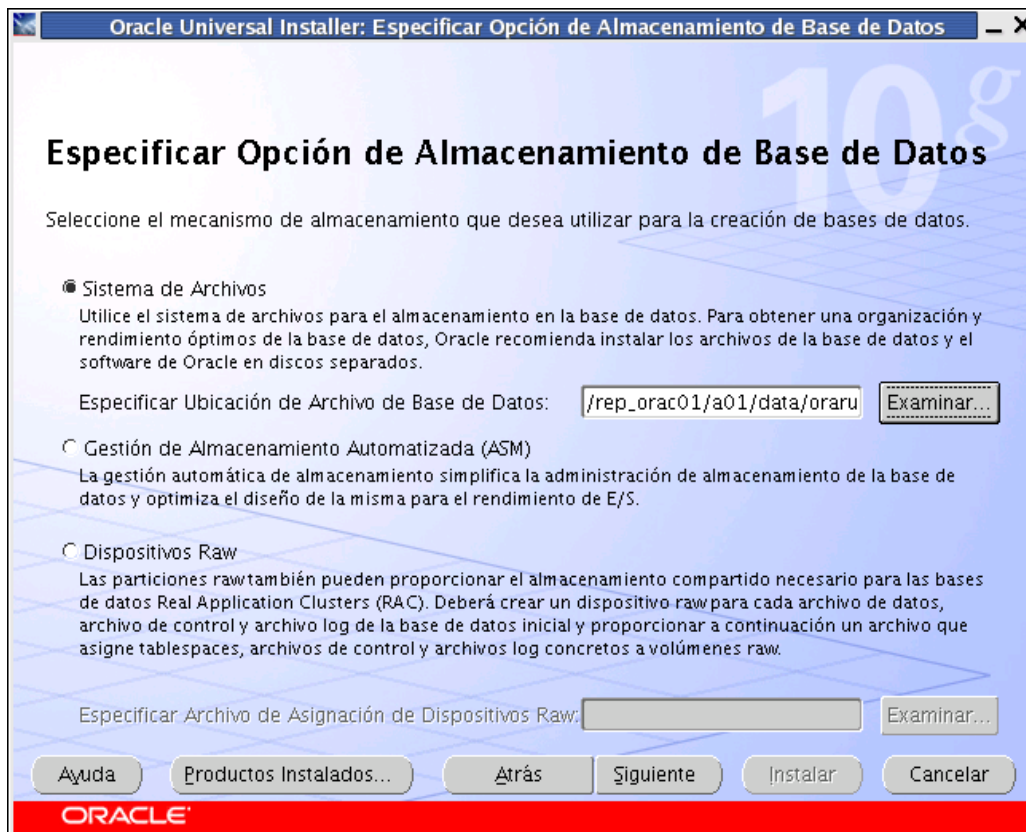 Oracle Universal Installer: Especificar Opción de Almacenamiento de Base de Datos
10g
Especificar Opción de Almacenamiento de Base de Datos
Seleccione el mecanismo de almacenamiento que desea utilizar para la creación de bases de datos.
Sistema de Archivos
Utilice el sistema de archivos para el almacenamiento en la base de datos. Para obtener una organización y
rendimiento óptimos de la base de datos, Oracle recomienda instalar los archivos de la base de datos y el
software de Oracle en discos separados.
Especificar Ubicación de Archivo de Base de Datos: /rep_orac01/a01/data/oraru Examinar...
Gestión de Almacenamiento Automatizada (ASM)
La gestión automática de almacenamiento simplifica la administración de almacenamiento de la base de
datos y optimiza el diseño de la misma para el rendimiento de E/S.
Dispositivos Raw
Las particiones raw también pueden proporcionar el almacenamiento compartido necesario para las bases
de datos Real Application Clusters (RAC). Deberá crear un dispositivo raw para cada archivo de datos,
archivo de control y archivo log de la base de datos inicial y proporcionar a continuación un archivo que
asigne tablespaces, archivos de control y archivos log concretos a volúmenes raw.
Especificar Archivo de Asignación de Dispositivos Raw: Examinar...
Ayuda Productos Instalados... Atrás Siguiente Instalar Cancelar
ORACLE